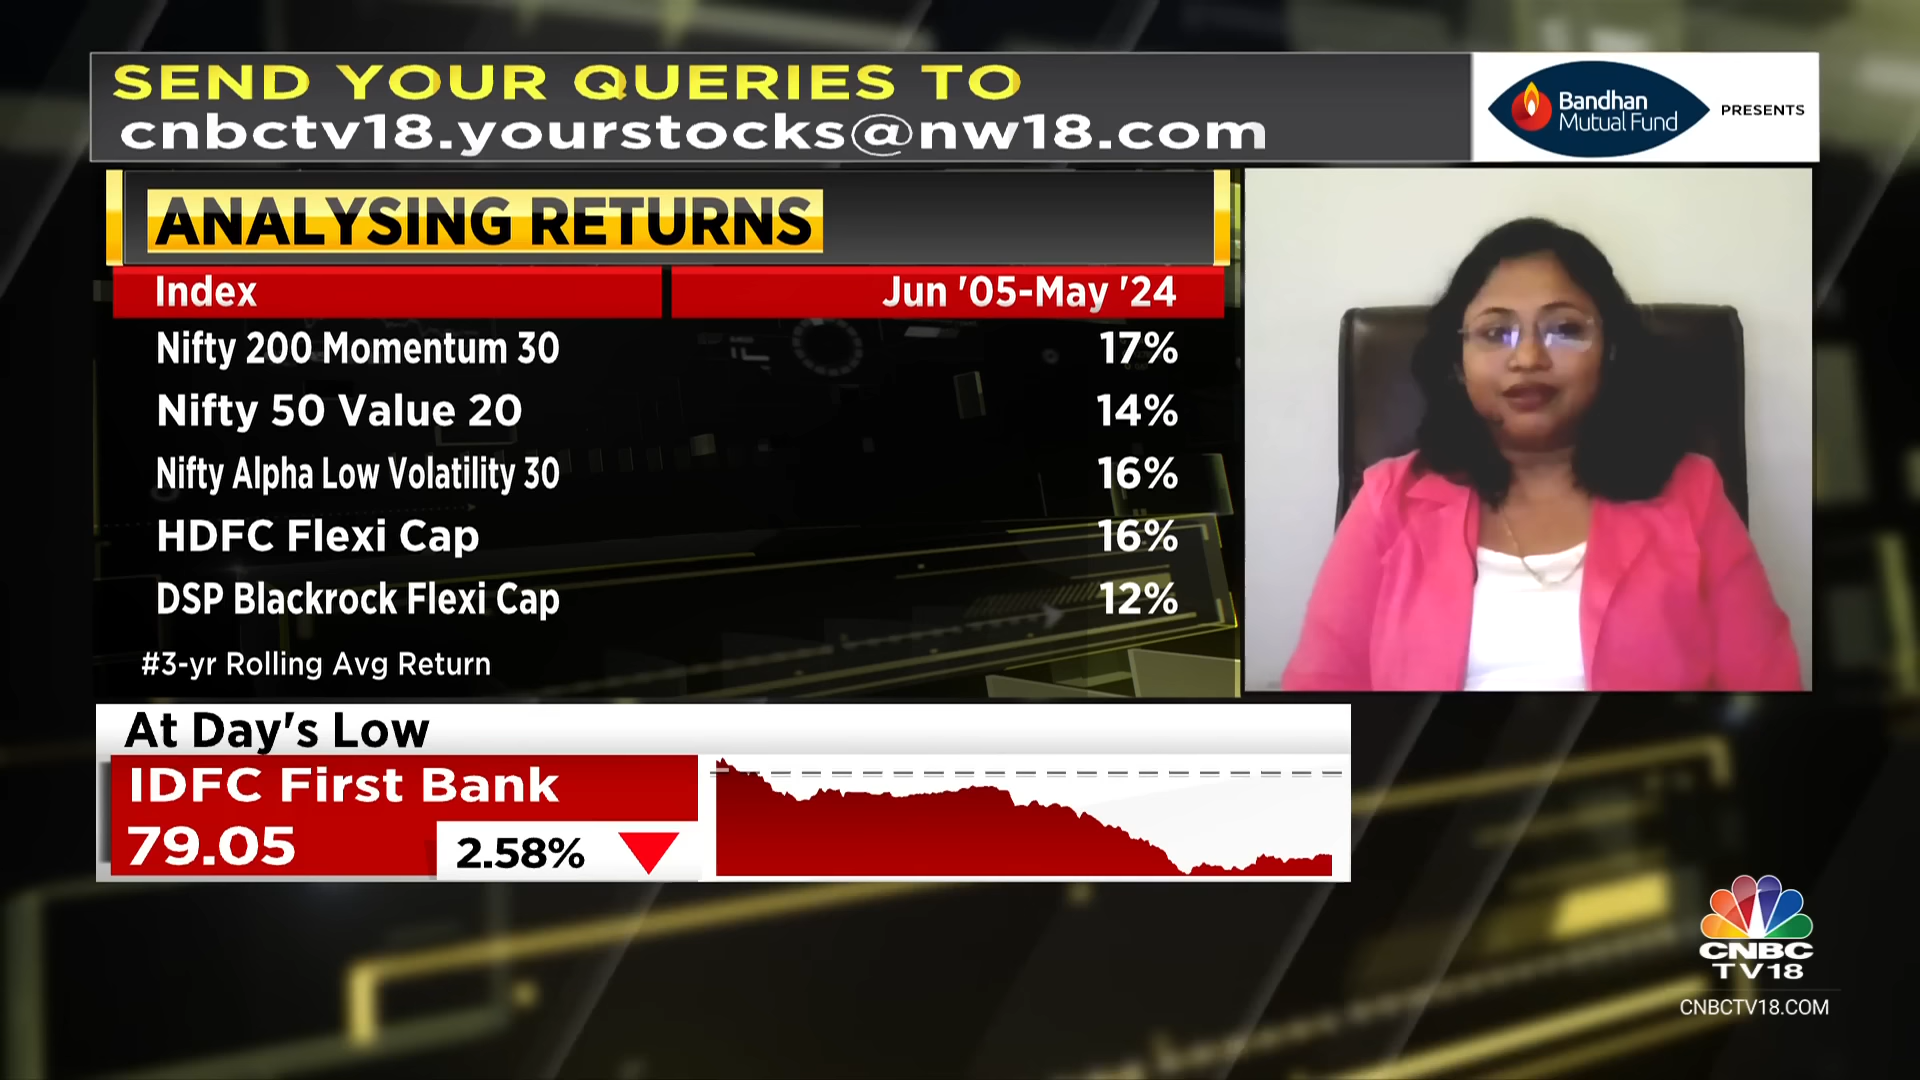 SEND YOUR QUERIES TO
cnbctv18.yourstocks@nw18.com
Bandhan
Mutual Fund
PRESENTS
ANALYSING RETURNS
Index Jun '05-May '24
Nifty 200 Momentum 30 17%
Nifty 50 Value 20 14%
Nifty Alpha Low Volatility 30 16%
HDFC Flexi Cap 16%
DSP Blackrock Flexi Cap 12%
#3-yr Rolling Avg Return
At Day's Low
IDFC First Bank
79.05 2.58%
CNBC
TV18
CNBCTV18.COM